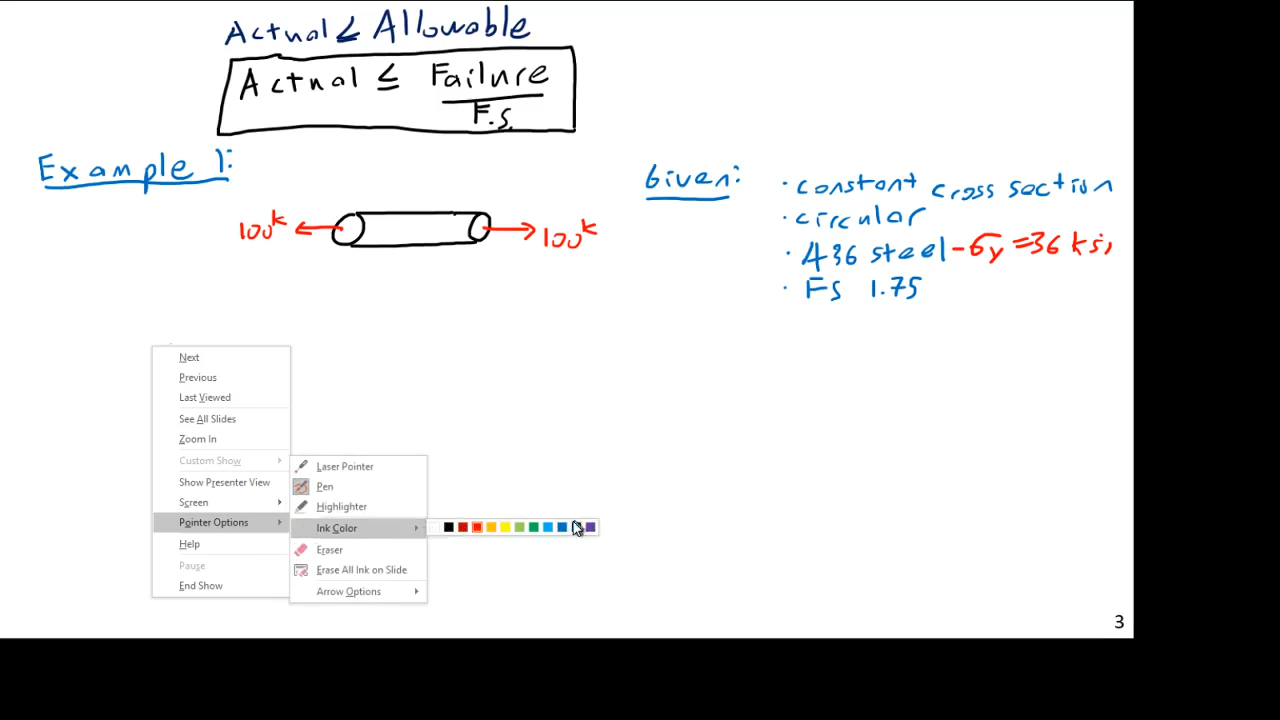 Actual ≤ Allowable
Actual ≤ Failure / F.S.
Example 1:
100k
100k
Given:
· constant cross section
· circular
· A36 steel - σy = 36 ksi
· FS 1.75
Next
Previous
Last Viewed
See All Slides
Zoom In
Custom Show
Show Presenter View
Screen
Pointer Options
Help
Pause
End Show
Laser Pointer
Pen
Highlighter
Ink Color
Eraser
Erase All Ink on Slide
Arrow Options
3